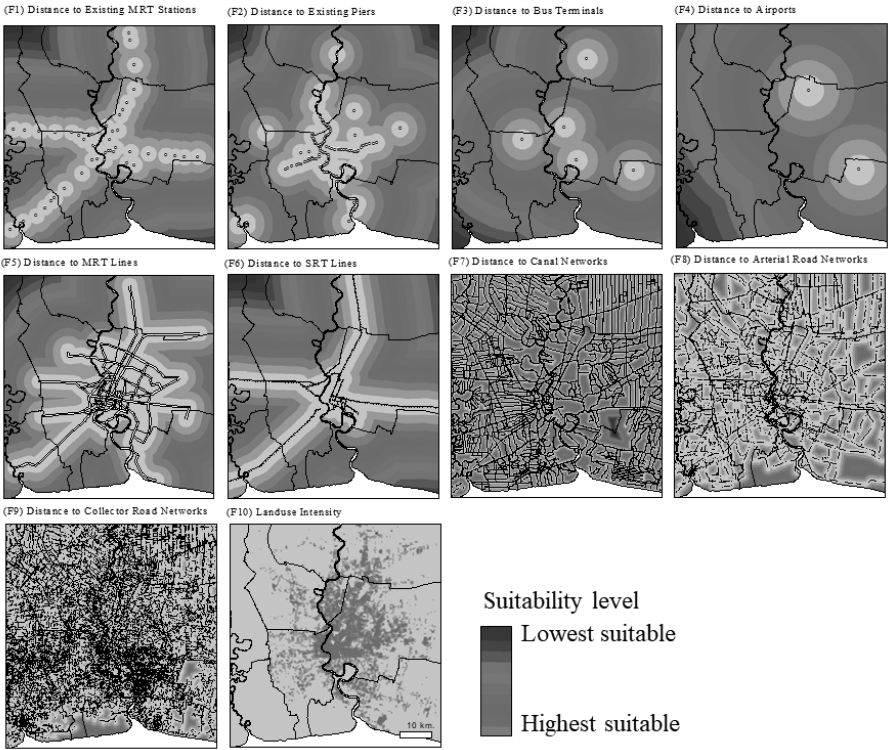 (F1) Distance to Existing MRT Stations
(F2) Distance to Existing Piers
(F3) Distance to Bus Terminals
(F4) Distance to Airports
(F5) Distance to MRT Lines
(F6) Distance to SRT Lines
(F7) Distance to Canal Networks
(F8) Distance to Arterial Road Networks
(F9) Distance to Collector Road Networks
(F10) Landuse Intensity
10 km.
Suitability level
Lowest suitable
Highest suitable